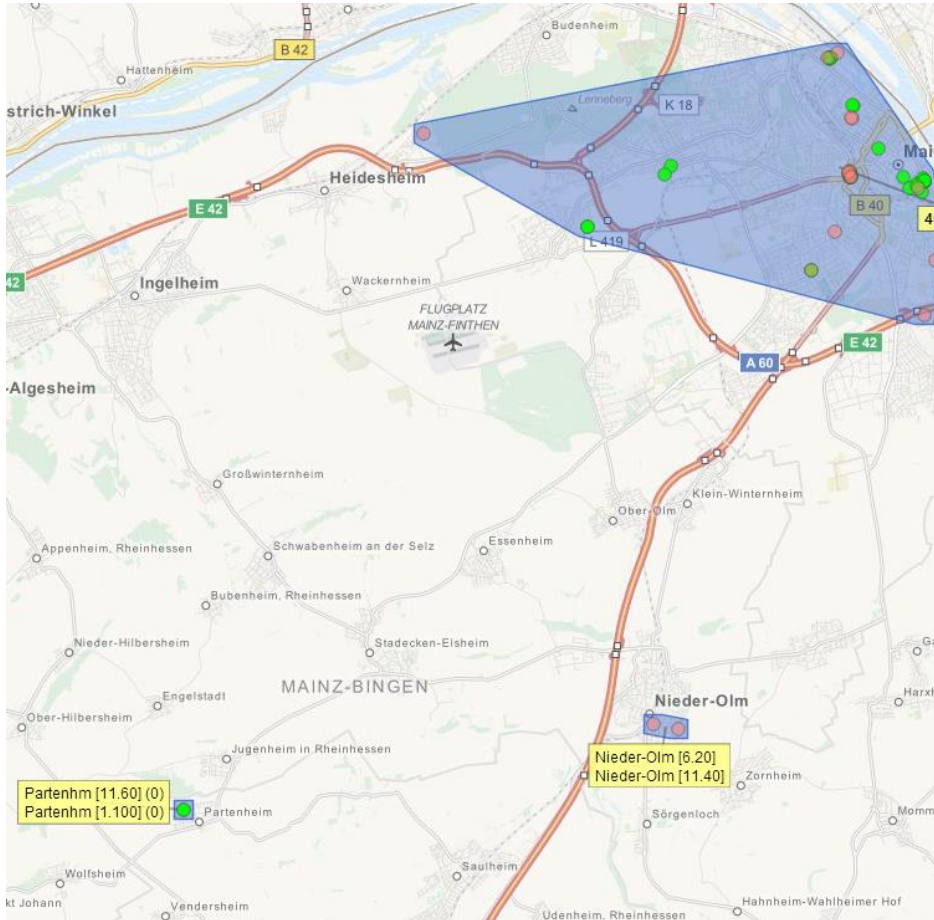 Budenheim
B 42
Hattenheim
strich-Winkel
Lenneberg
K 18
Mai
Heidesheim
E 42
B 40
4
L 419
42
Ingelheim
Wackernheim
FLUGPLATZ
MAINZ-FINTHEN
E 42
A 60
-Algesheim
Großwinternheim
Klein-Winternheim
Ober-Olm
Essenheim
Schwabenheim an der Selz
Appenheim, Rheinhessen
Bubenheim, Rheinhessen
Stadecken-Elsheim
Nieder-Hilbersheim
Ga
MAINZ-BINGEN
Engelstadt
Nieder-Olm
Harxh
Ober-Hilbersheim
Jugenheim in Rheinhessen
Nieder-Olm [6.20]
Nieder-Olm [11.40]
Zornheim
Partenhm [11.60] (0)
Partenhm [1.100] (0)
Partenheim
Sörgenloch
Momm
Saulheim
Wolfsheim
kt Johann
Vendersheim
Udenheim, Rheinhessen
Hahnheim-Wahlheimer Hof